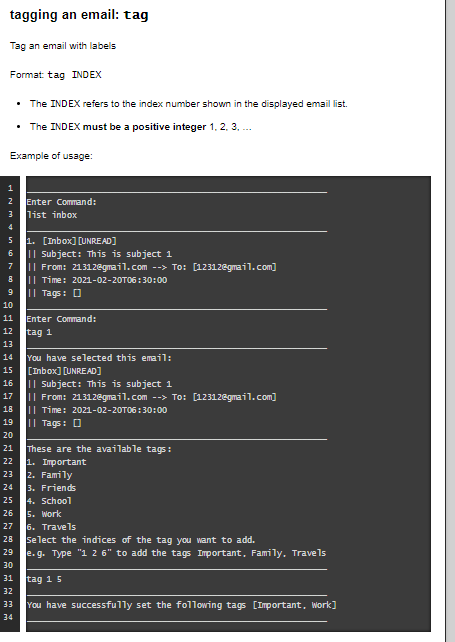 tagging an email: tag
Tag an email with labels
Format: tag INDEX
• The INDEX refers to the index number shown in the displayed email list.
• The INDEX must be a positive integer 1, 2, 3, …
Example of usage:
1 ____________________________________________________________
2 Enter Command:
3 list inbox
4 ____________________________________________________________
5 1. [Inbox][UNREAD]
6 || Subject: This is subject 1
7 || From: 21312@gmail.com --> To: [12312@gmail.com]
8 || Time: 2021-02-20T06:30:00
9 || Tags: []
10 ____________________________________________________________
11 Enter Command:
12 tag 1
13 ____________________________________________________________
14 You have selected this email:
15 [Inbox][UNREAD]
16 || Subject: This is subject 1
17 || From: 21312@gmail.com --> To: [12312@gmail.com]
18 || Time: 2021-02-20T06:30:00
19 || Tags: []
20 ____________________________________________________________
21 These are the available tags:
22 1. Important
23 2. Family
24 3. Friends
25 4. School
26 5. Work
27 6. Travels
28 Select the indices of the tag you want to add.
29 e.g. Type "1 2 6" to add the tags Important, Family, Travels
30 ____________________________________________________________
31 tag 1 5
32 ____________________________________________________________
33 You have successfully set the following tags [Important, Work]
34 ____________________________________________________________